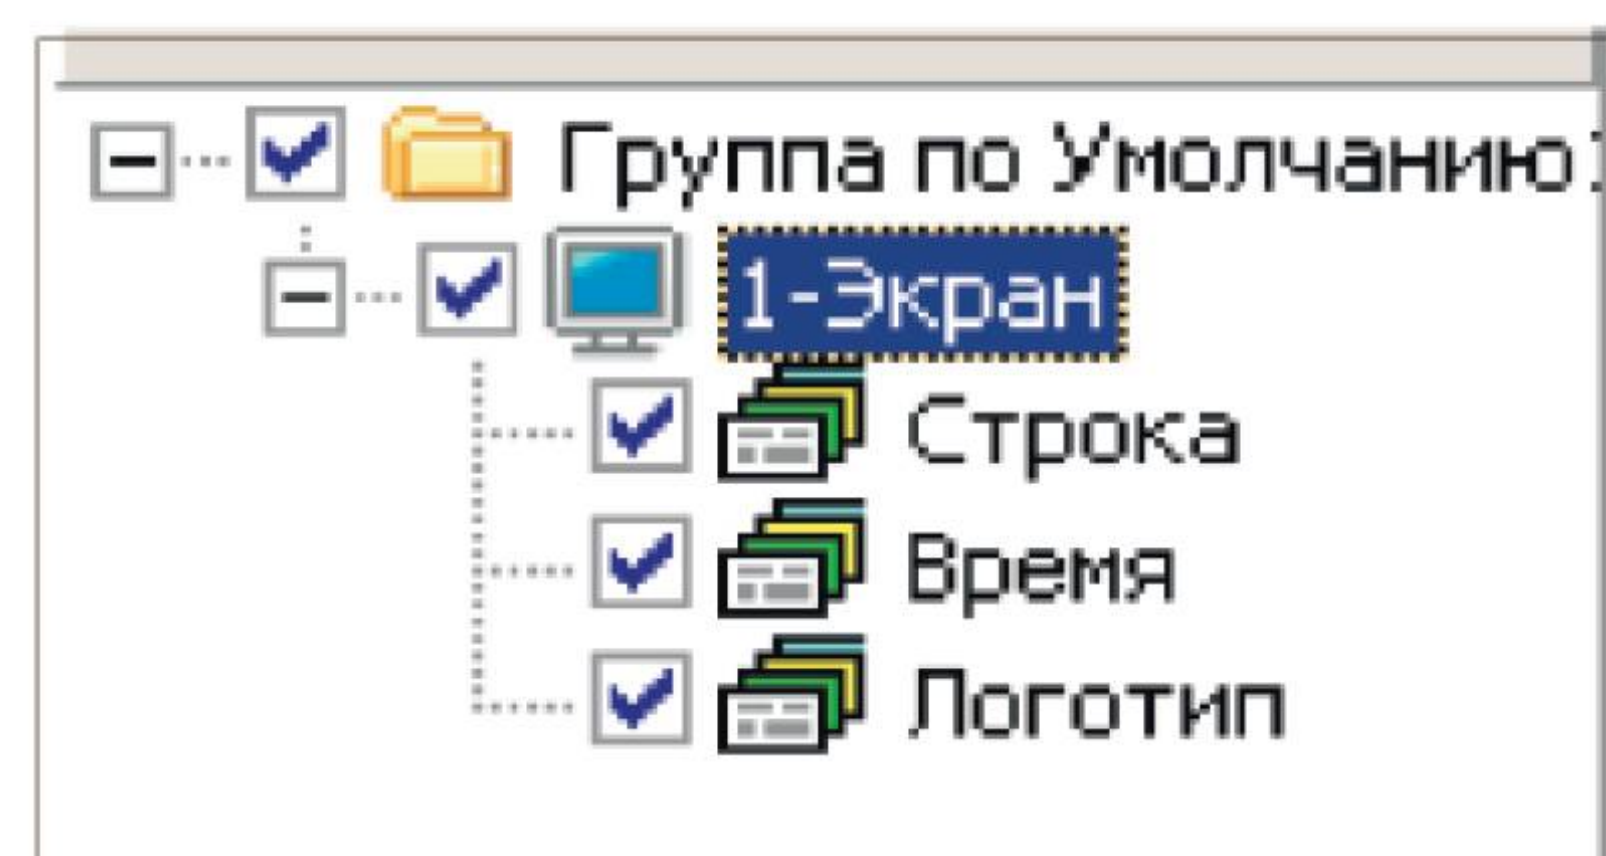 Группа по Умолчанию
1-Экран
Строка
Время
Логотип